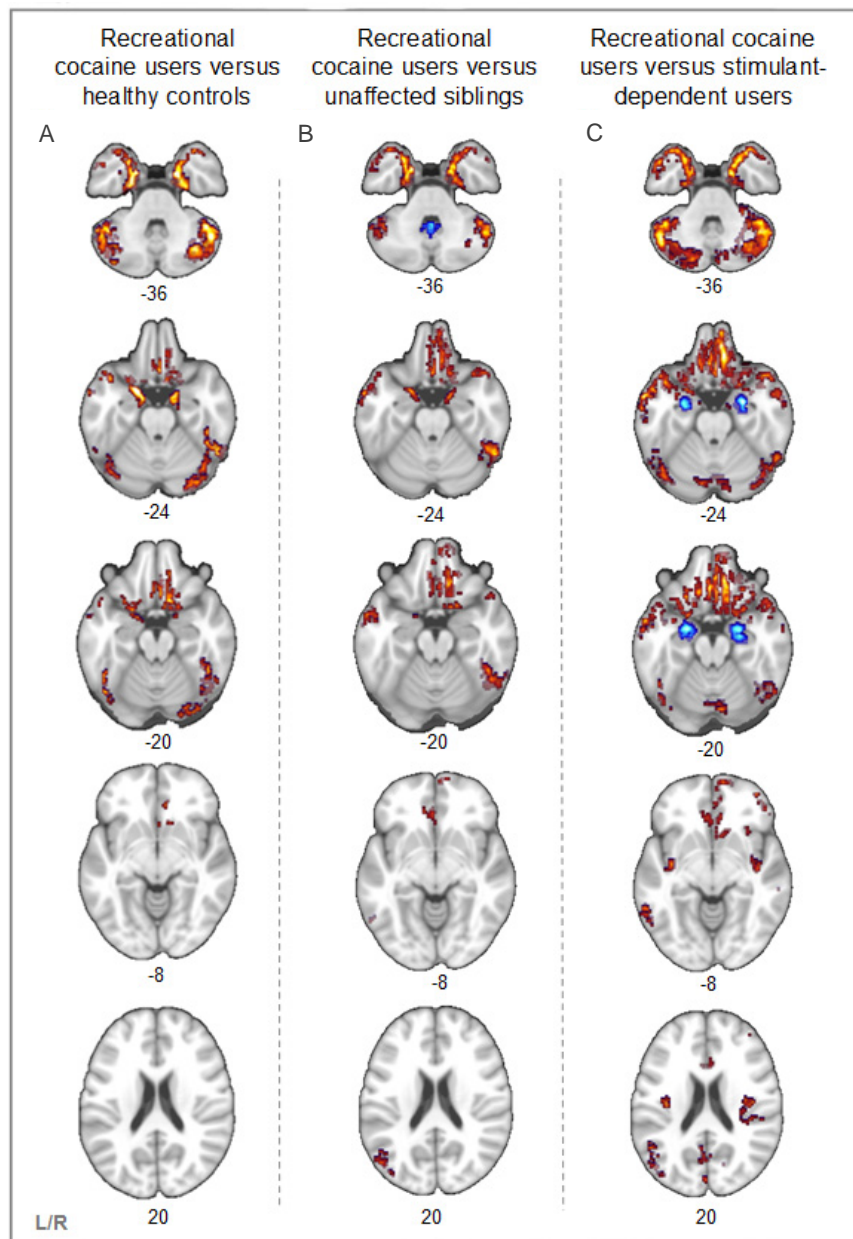 Recreational
cocaine users versus
healthy controls
Recreational
cocaine users versus
unaffected siblings
Recreational cocaine
users versus stimulant-
dependent users
A
B
C
-36
-36
-36
-24
-24
-24
-20
-20
-20
-8
-8
-8
20
20
20
L/R